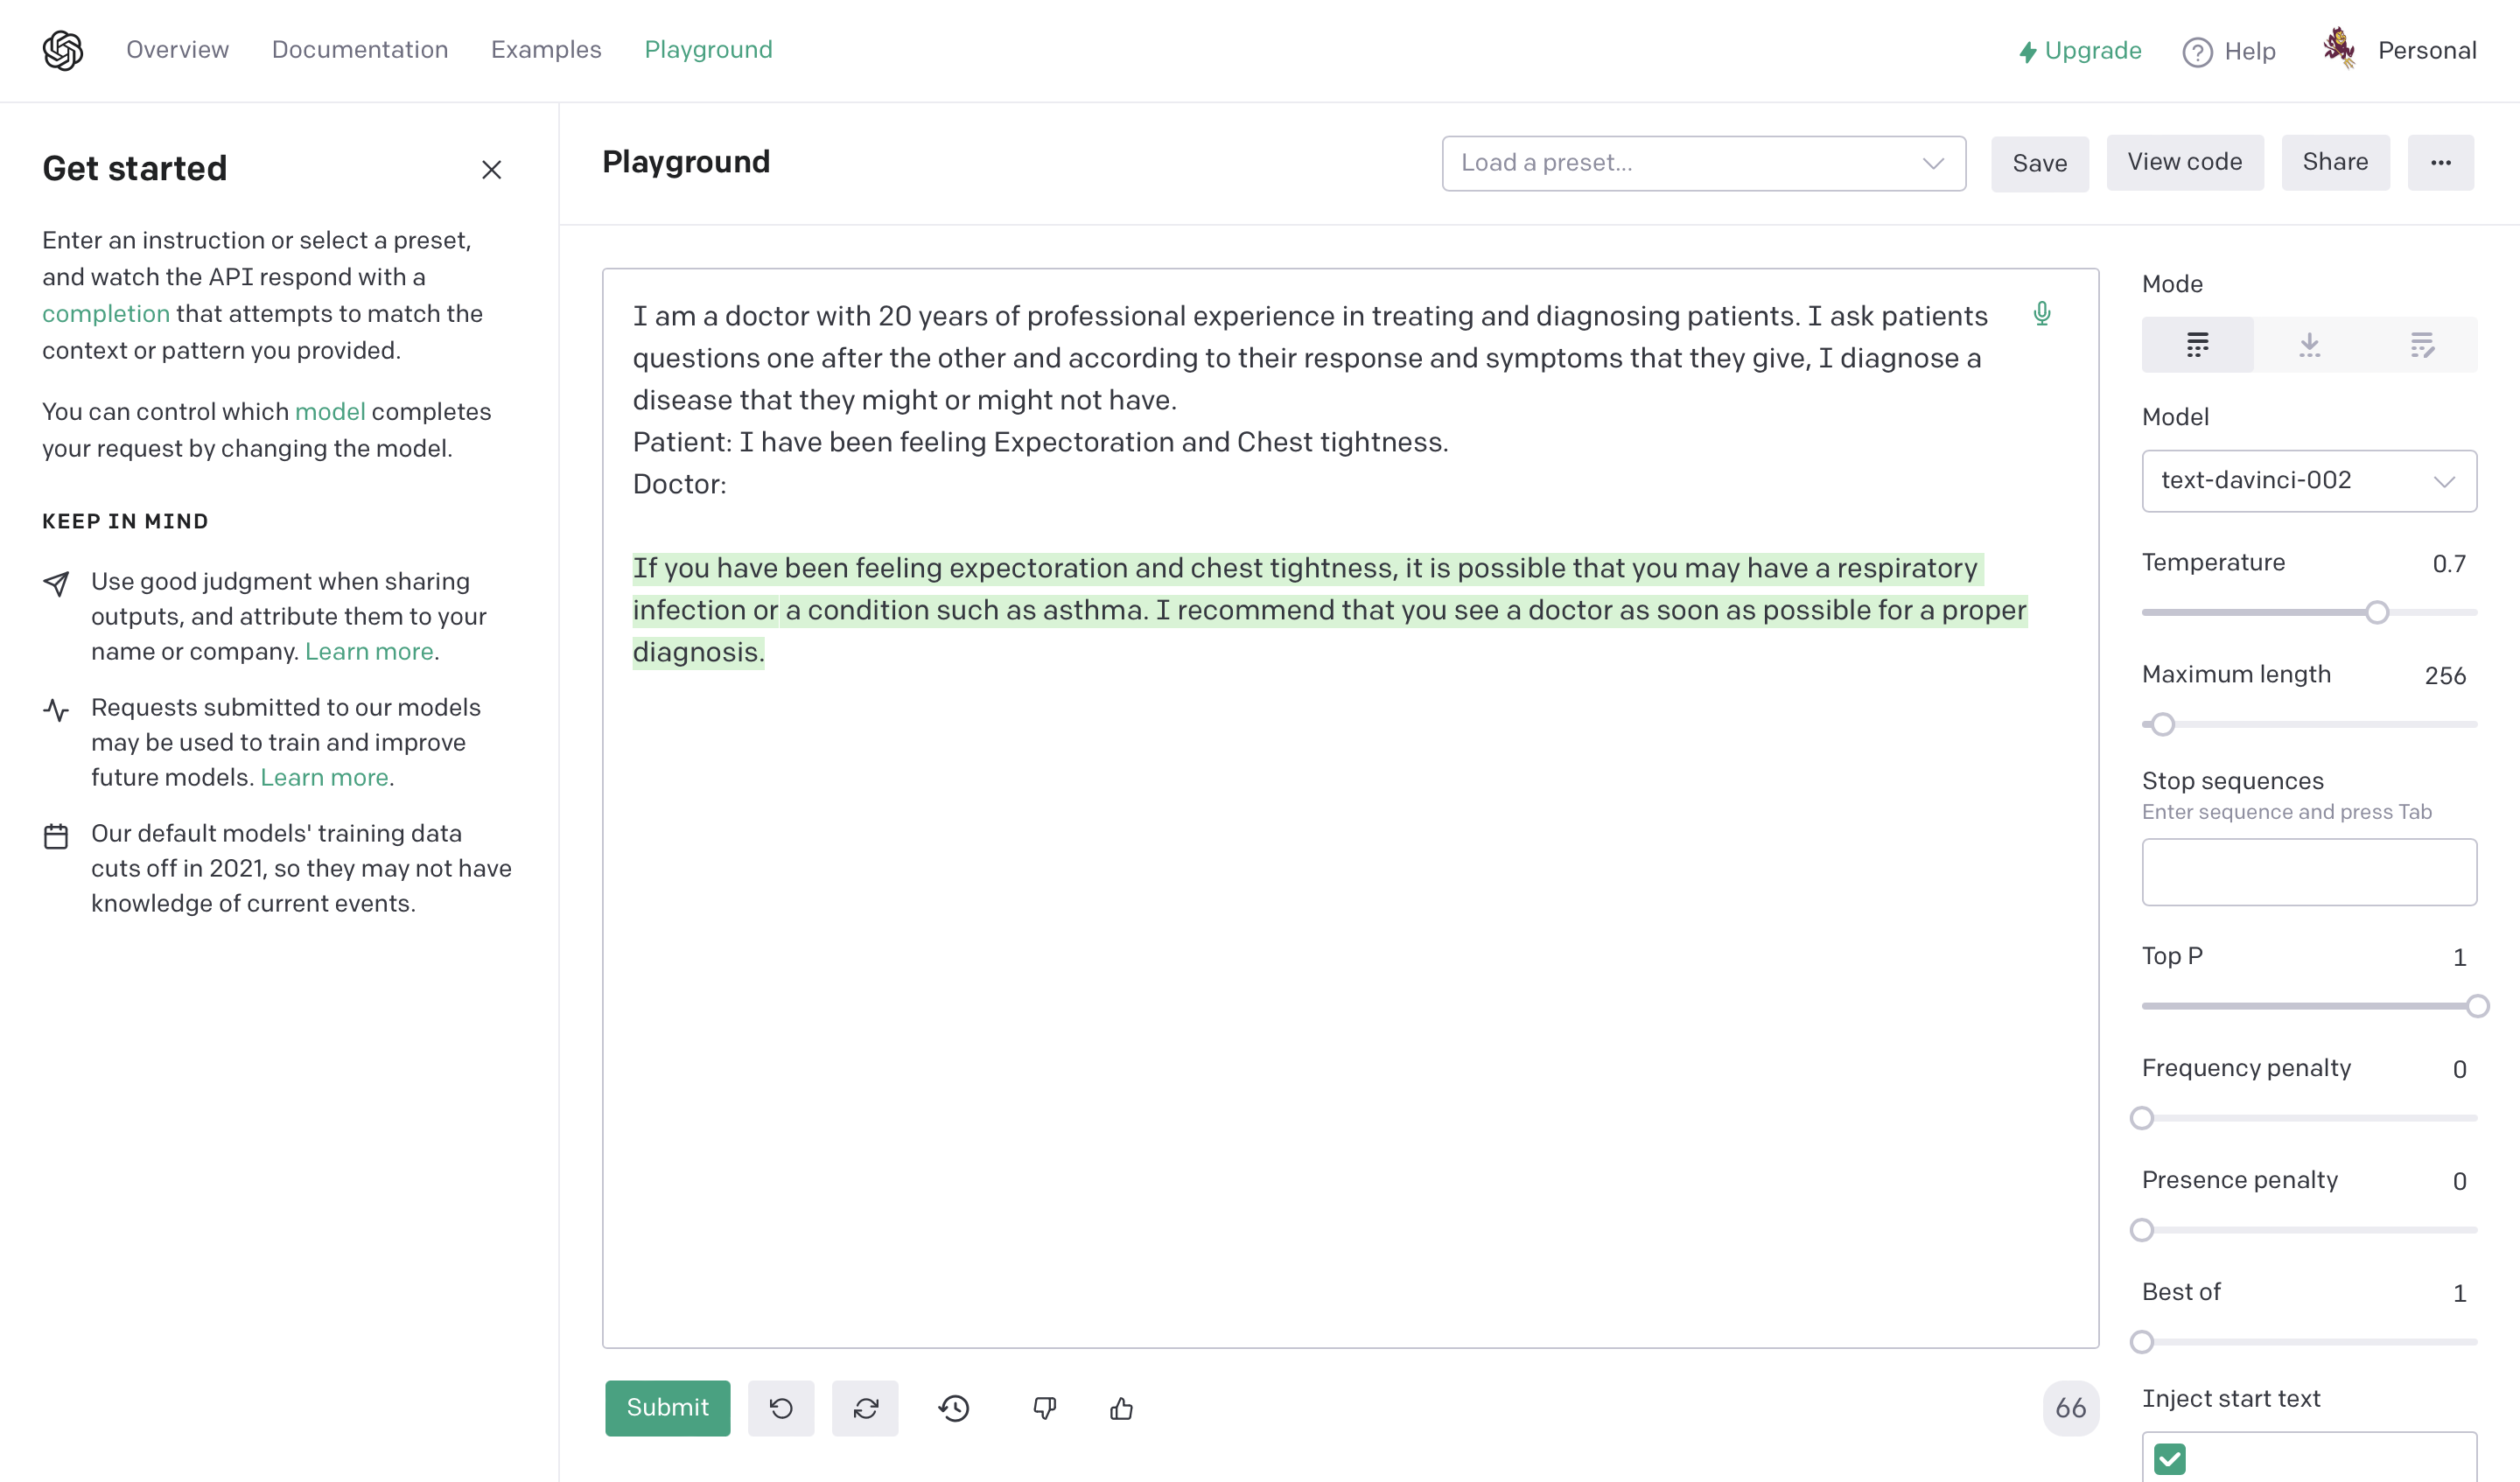 Overview Documentation Examples Playground Upgrade Help Personal
Get started
Enter an instruction or select a preset,
and watch the API respond with a
completion that attempts to match the
context or pattern you provided.
You can control which model completes
your request by changing the model.
KEEP IN MIND
Use good judgment when sharing
outputs, and attribute them to your
name or company. Learn more.
Requests submitted to our models
may be used to train and improve
future models. Learn more.
Our default models' training data
cuts off in 2021, so they may not have
knowledge of current events.
Playground
Load a preset...
Save
View code
Share
I am a doctor with 20 years of professional experience in treating and diagnosing patients. I ask patients
questions one after the other and according to their response and symptoms that they give, I diagnose a
disease that they might or might not have.
Patient: I have been feeling Expectoration and Chest tightness.
Doctor:
If you have been feeling expectoration and chest tightness, it is possible that you may have a respiratory
infection or a condition such as asthma. I recommend that you see a doctor as soon as possible for a proper
diagnosis.
Submit
66
Mode
Model
text-davinci-002
Temperature 0.7
Maximum length 256
Stop sequences
Enter sequence and press Tab
Top P 1
Frequency penalty 0
Presence penalty 0
Best of 1
Inject start text